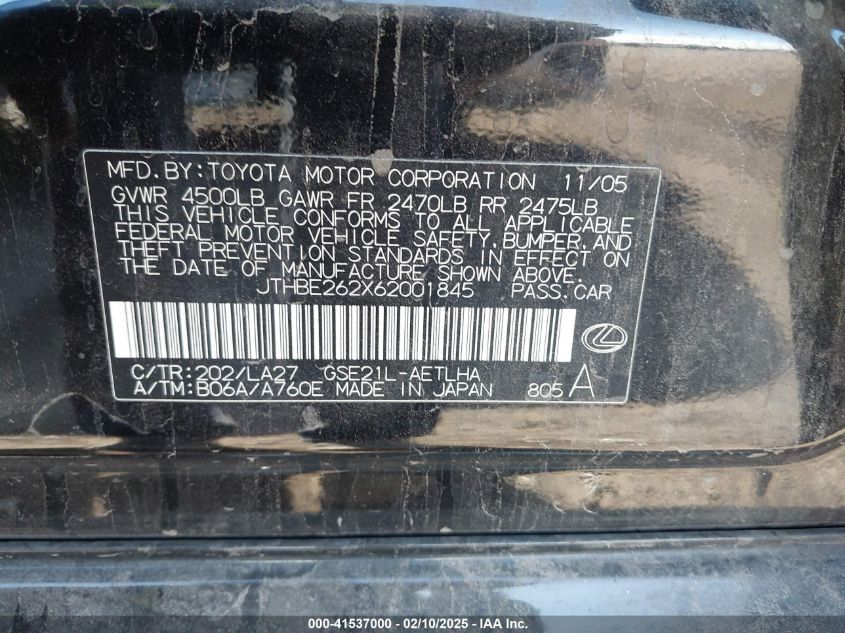 MFD.BY:TOYOTA MOTOR CORPORATION 11/05
GVWR 4500LB GAWR FR 2470LB RR 2475LB
THIS VEHICLE CONFORMS TO ALL APPLICABLE
FEDERAL MOTOR VEHICLE SAFETY,BUMPER,AND
THEFT PREVENTION STANDARDS IN EFFECT ON
THE DATE OF MANUFACTURE SHOWN ABOVE.
JTHBE262X62001845 PASS.CAR
C/TR:202/LA27 GSE21L-AETLHA
A/TM:B06A/A760E MADE IN JAPAN 805 A
000-41537000 - 02/10/2025 - IAA Inc.